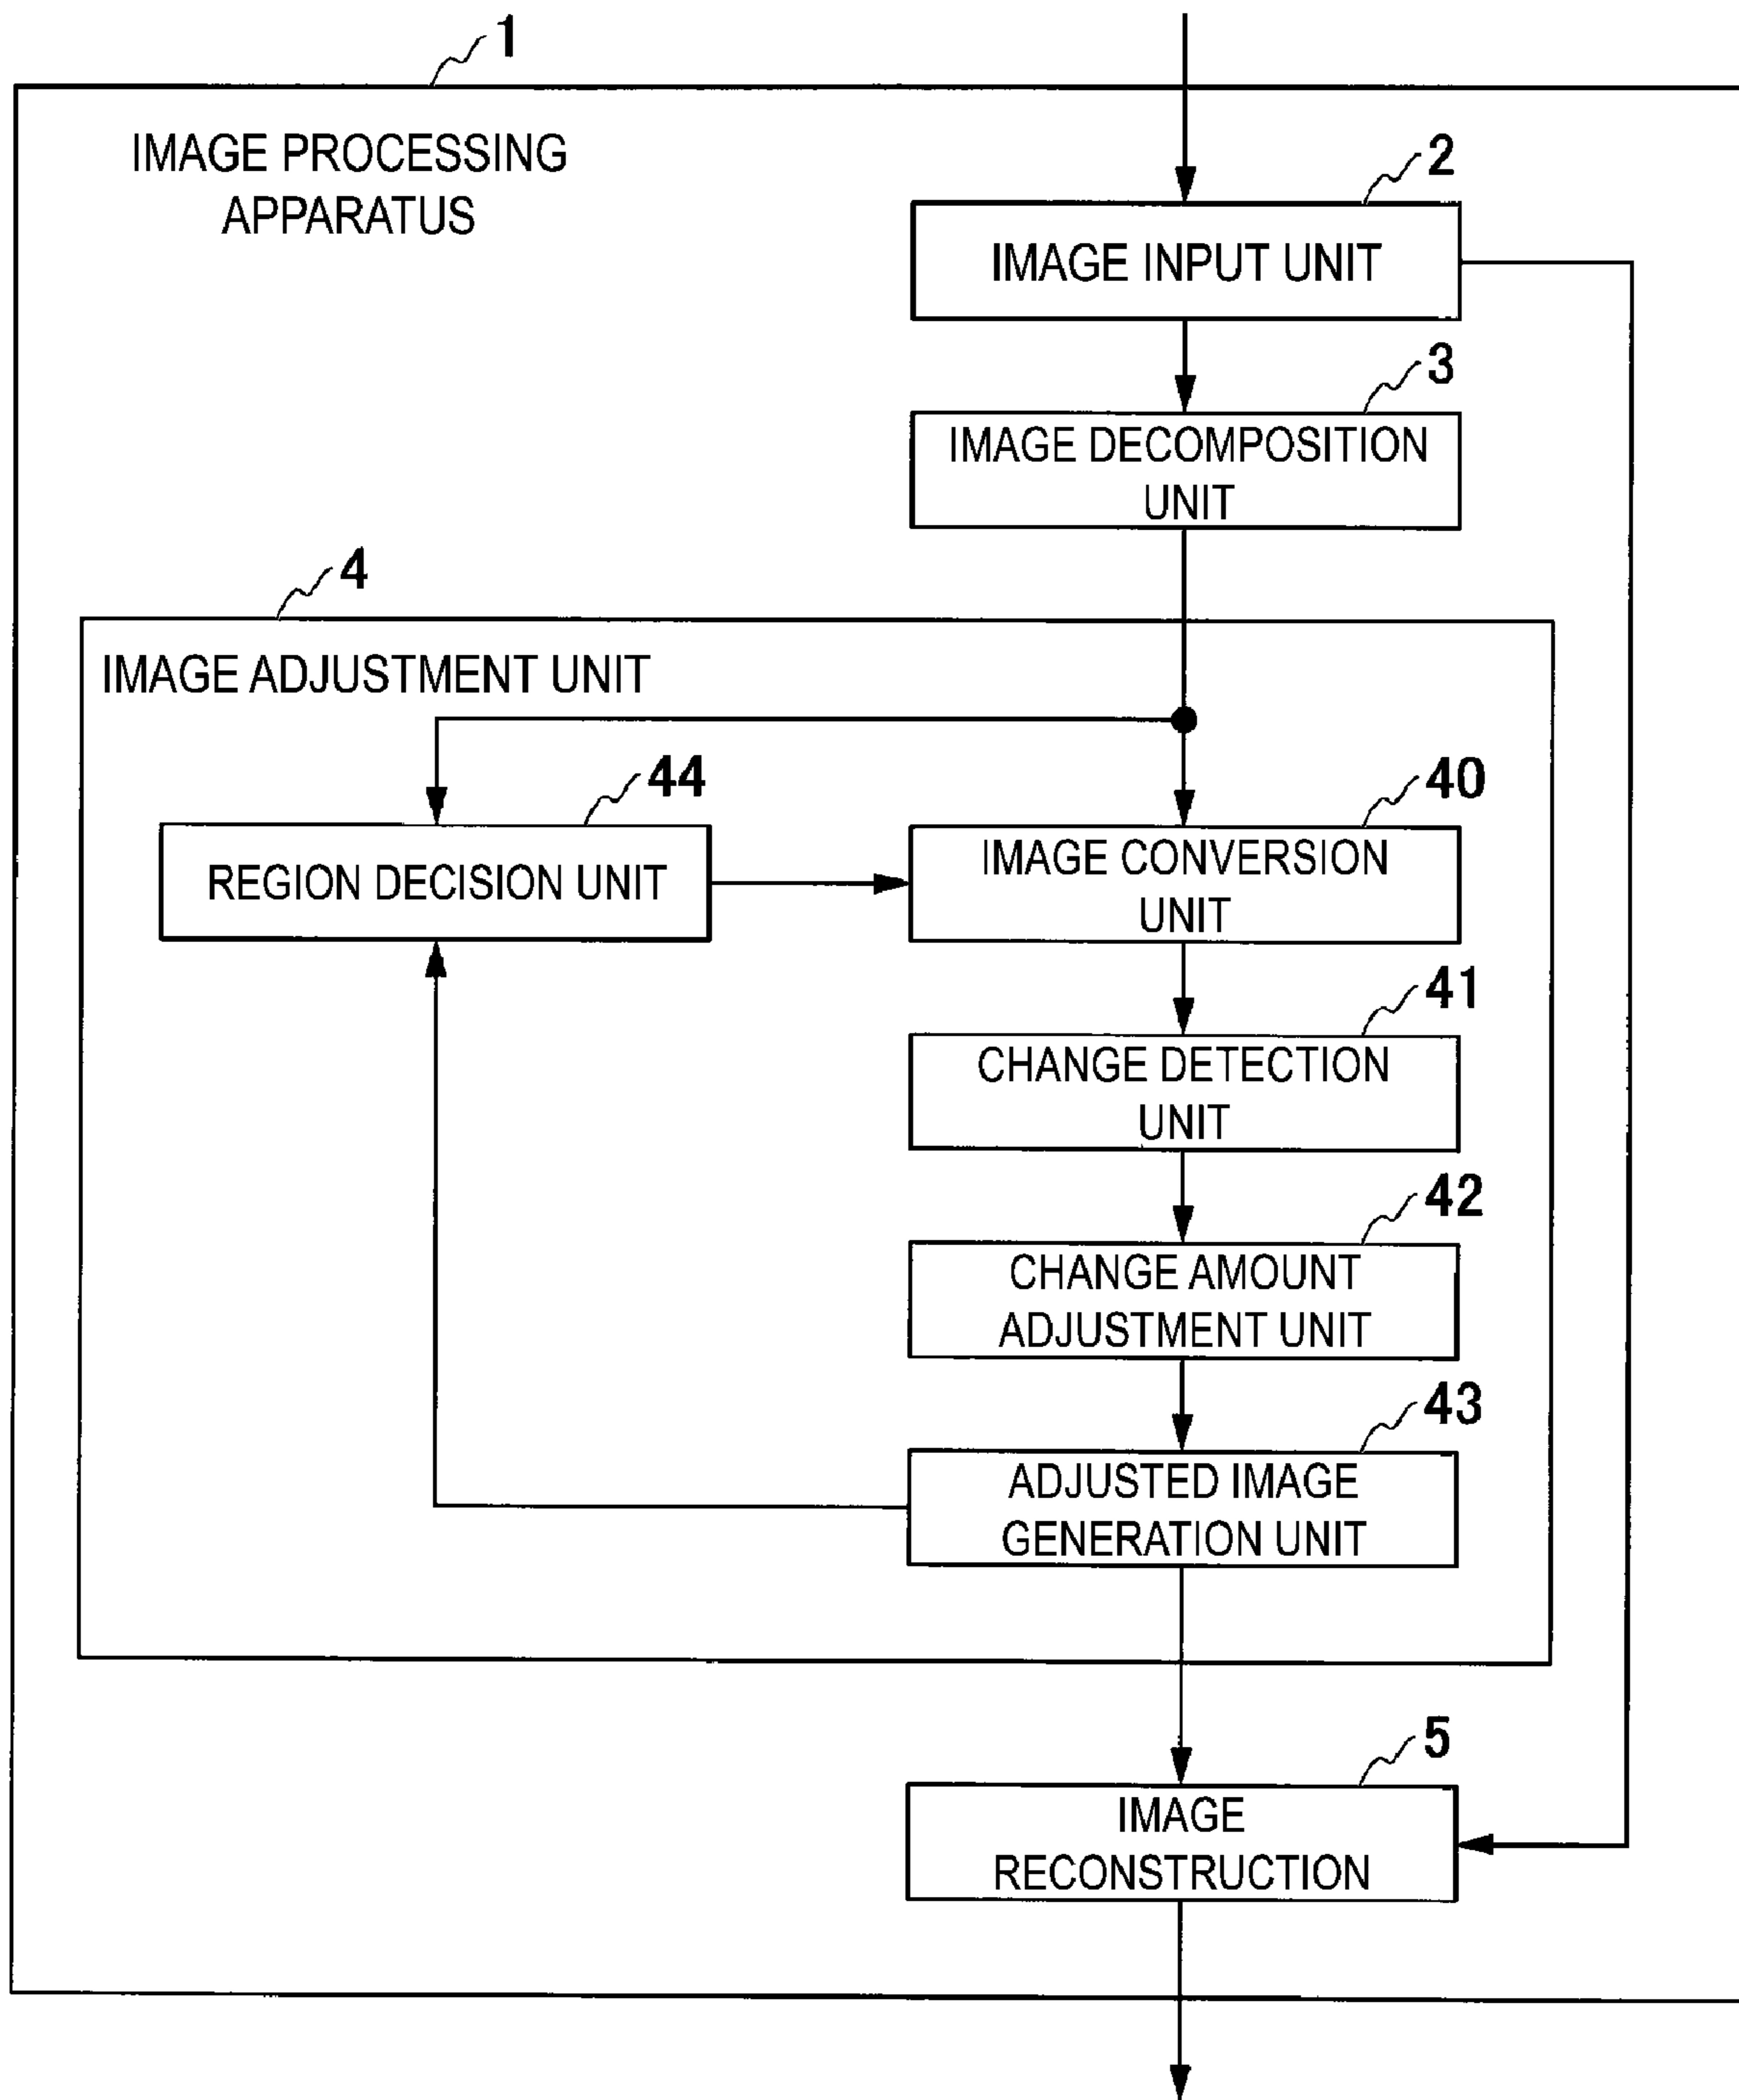 1
IMAGE PROCESSING
APPARATUS
2
IMAGE INPUT UNIT
3
IMAGE DECOMPOSITION
UNIT
4
IMAGE ADJUSTMENT UNIT
44
REGION DECISION UNIT
40
IMAGE CONVERSION
UNIT
41
CHANGE DETECTION
UNIT
42
CHANGE AMOUNT
ADJUSTMENT UNIT
43
ADJUSTED IMAGE
GENERATION UNIT
5
IMAGE
RECONSTRUCTION